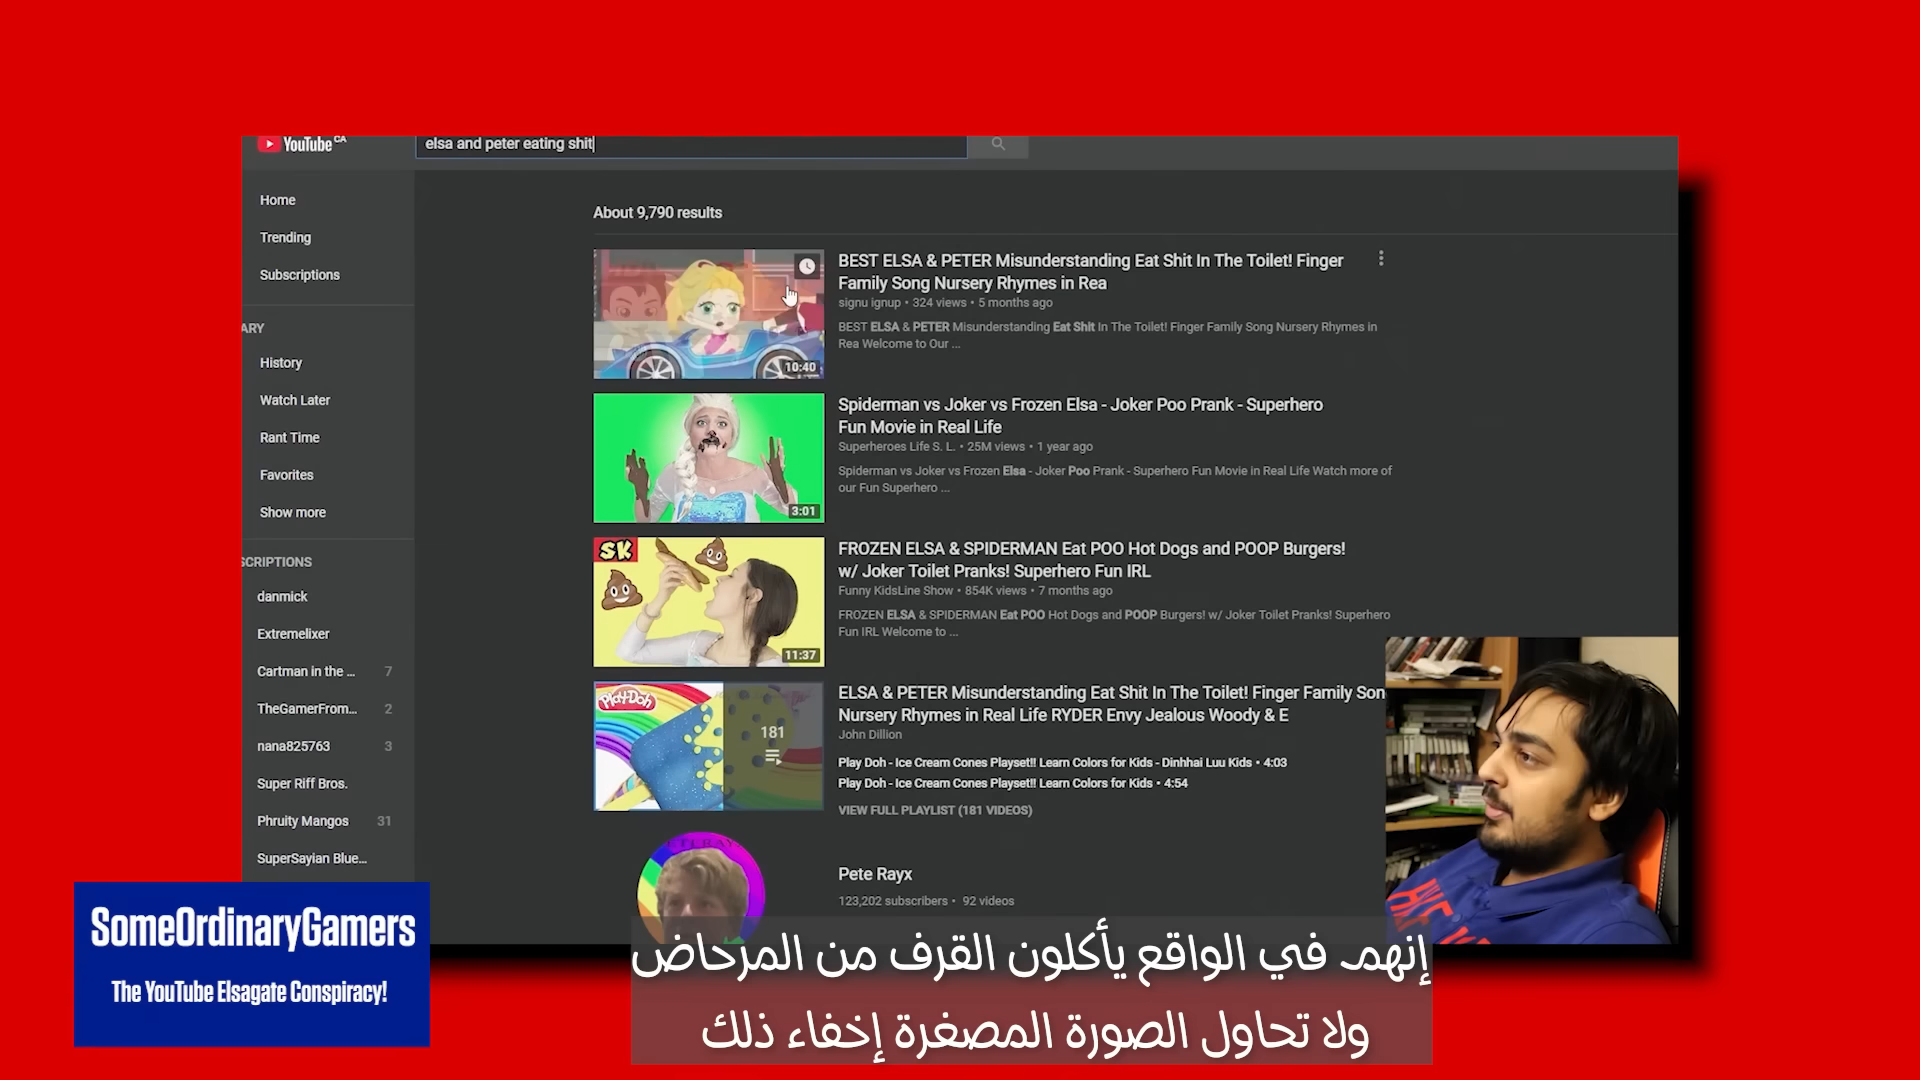 YouTube CA
elsa and peter eating shit
Home
Trending
Subscriptions
ARY
History
Watch Later
Rant Time
Favorites
Show more
SCRIPTIONS
danmick
Extremelixer
Cartman in the ... 7
TheGamerFrom... 2
nana825763 3
Super Riff Bros.
Phruity Mangos 31
SuperSayian Blue...
About 9,790 results
10:40
BEST ELSA & PETER Misunderstanding Eat Shit In The Toilet! Finger
Family Song Nursery Rhymes in Rea
signu ignup • 324 views • 5 months ago
BEST ELSA & PETER Misunderstanding Eat Shit In The Toilet! Finger Family Song Nursery Rhymes in
Rea Welcome to Our ...
3:01
Spiderman vs Joker vs Frozen Elsa - Joker Poo Prank - Superhero
Fun Movie in Real Life
Superheroes Life S. L. • 25M views • 1 year ago
Spiderman vs Joker vs Frozen Elsa - Joker Poo Prank - Superhero Fun Movie in Real Life Watch more of
our Fun Superhero ...
SK
11:37
FROZEN ELSA & SPIDERMAN Eat POO Hot Dogs and POOP Burgers!
w/ Joker Toilet Pranks! Superhero Fun IRL
Funny KidsLine Show • 854K views • 7 months ago
FROZEN ELSA & SPIDERMAN Eat POO Hot Dogs and POOP Burgers! w/ Joker Toilet Pranks! Superhero
Fun IRL Welcome to ...
Play-Doh
181
ELSA & PETER Misunderstanding Eat Shit In The Toilet! Finger Family Son
Nursery Rhymes in Real Life RYDER Envy Jealous Woody & E
John Dillion
Play Doh - Ice Cream Cones Playset!! Learn Colors for Kids - Dinhhai Luu Kids • 4:03
Play Doh - Ice Cream Cones Playset!! Learn Colors for Kids • 4:54
VIEW FULL PLAYLIST (181 VIDEOS)
Pete Rayx
123,202 subscribers • 92 videos
SomeOrdinaryGamers
The YouTube Elsagate Conspiracy!
إنهم في الواقع يأكلون القرف من المرحاض
ولا تحاول الصورة المصغرة إخفاء ذلك